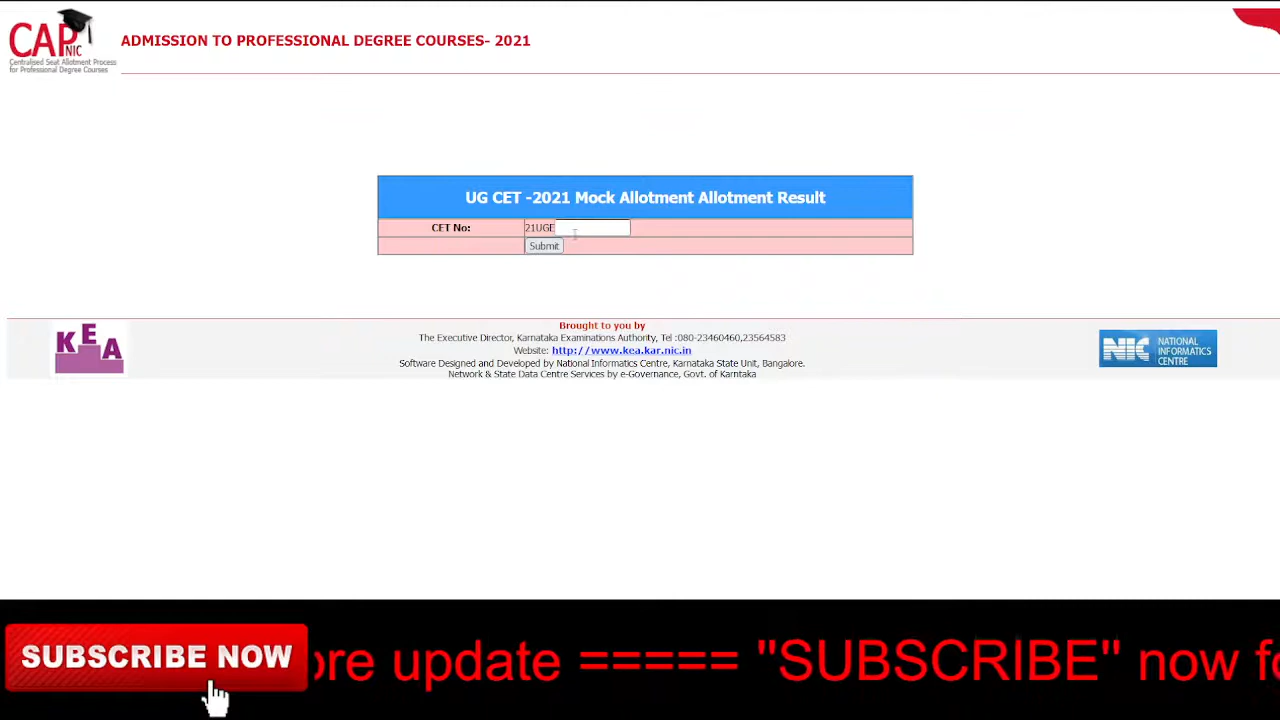 CAP NIC
Centralised Seat Allotment Process
for Professional Degree Courses
ADMISSION TO PROFESSIONAL DEGREE COURSES- 2021
UG CET -2021 Mock Allotment Allotment Result
CET No: 21UGE
Submit
KEA
Brought to you by
The Executive Director, Karnataka Examinations Authority, Tel :080-23460460,23564583
Website: http://www.kea.kar.nic.in
Software Designed and Developed by National Informatics Centre, Karnataka State Unit, Bangalore.
Network & State Data Centre Services by e-Governance, Govt. of Karntaka
NIC NATIONAL
INFORMATICS
CENTRE
SUBSCRIBE NOW
ore update ===== "SUBSCRIBE" now fo